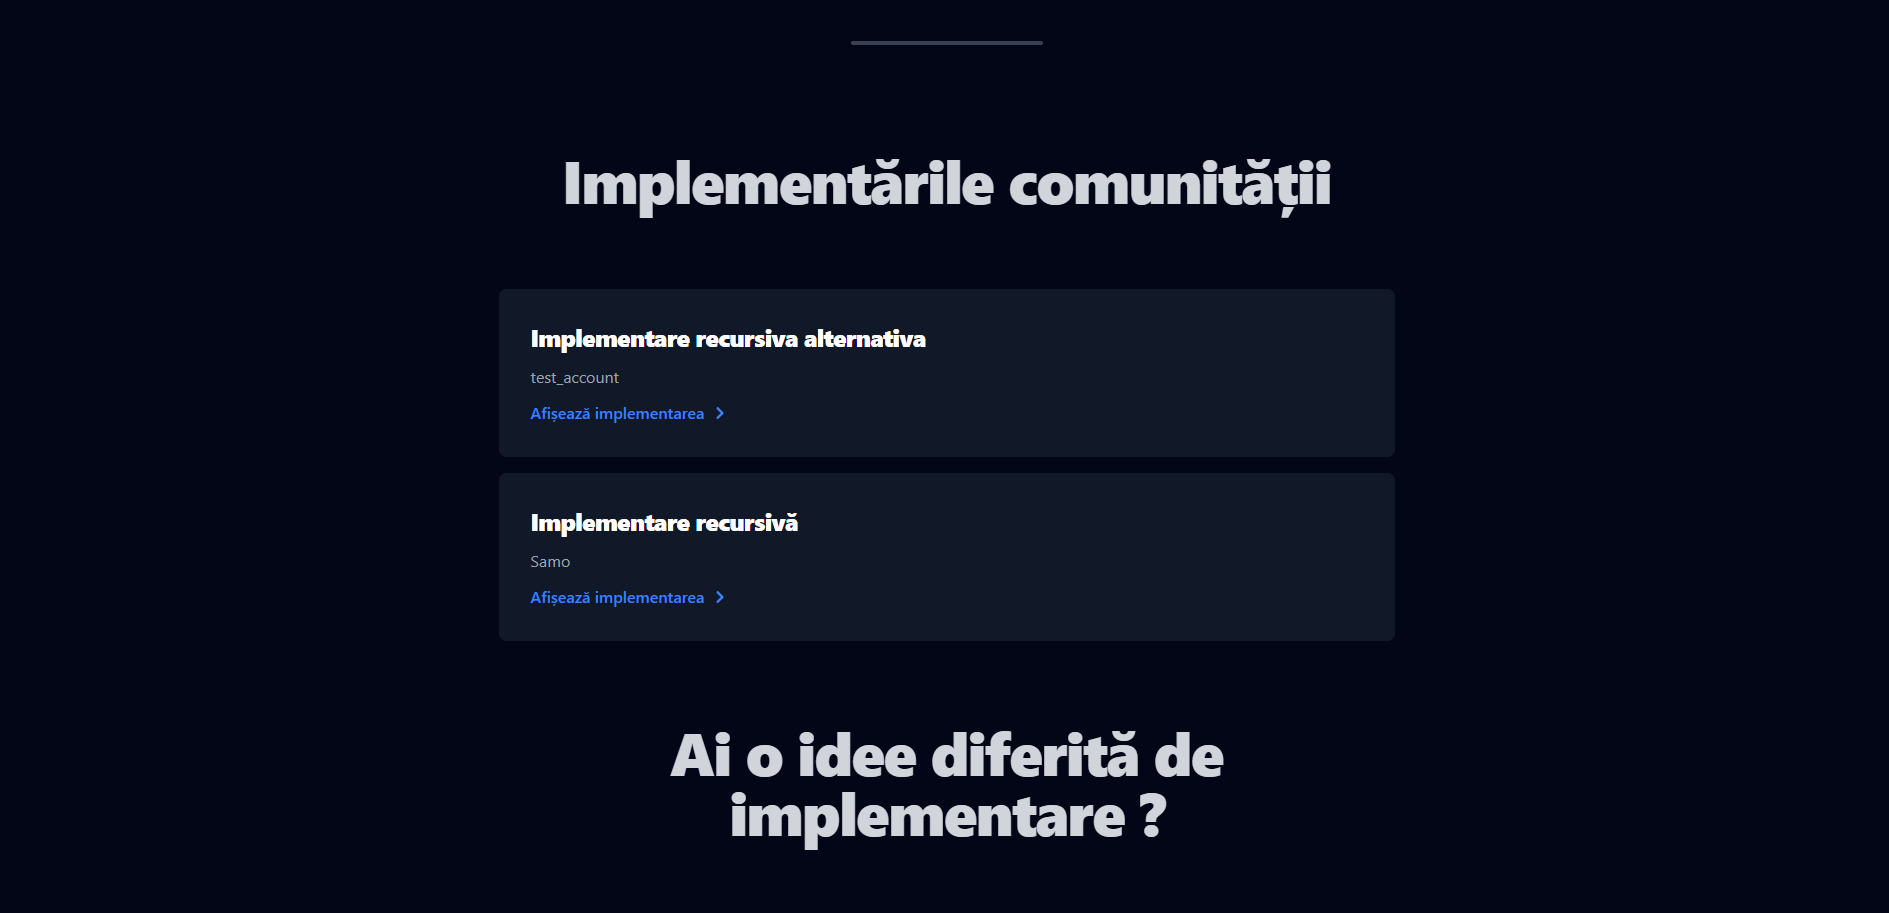 Implementările comunității
Implementare recursiva alternativa
test_account
Afișează implementarea
Implementare recursivă
Samo
Afișează implementarea
Ai o idee diferită de
implementare ?